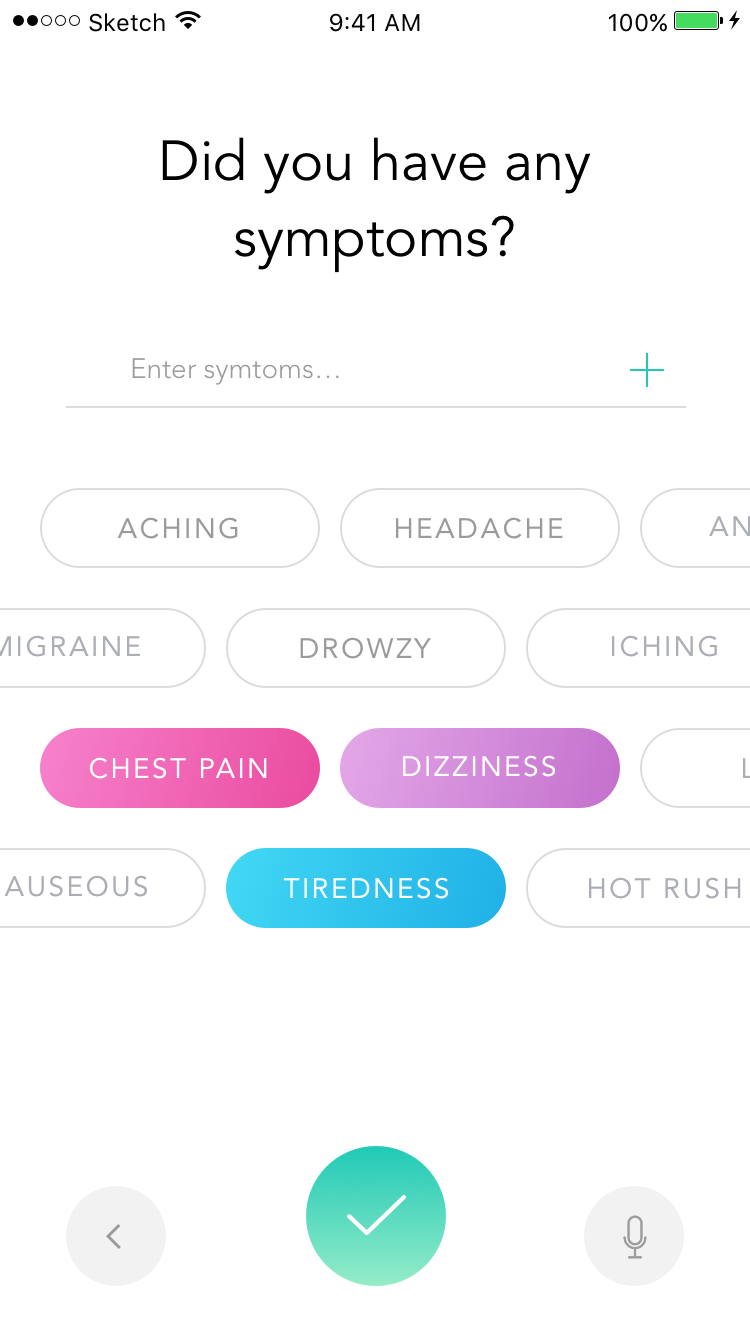 Sketch 9:41 AM 100%
Did you have any
symptoms?
Enter symtoms...
ACHING HEADACHE AN
MIGRAINE DROWZY ICHING
CHEST PAIN DIZZINESS L
AUSEOUS TIREDNESS HOT RUSH